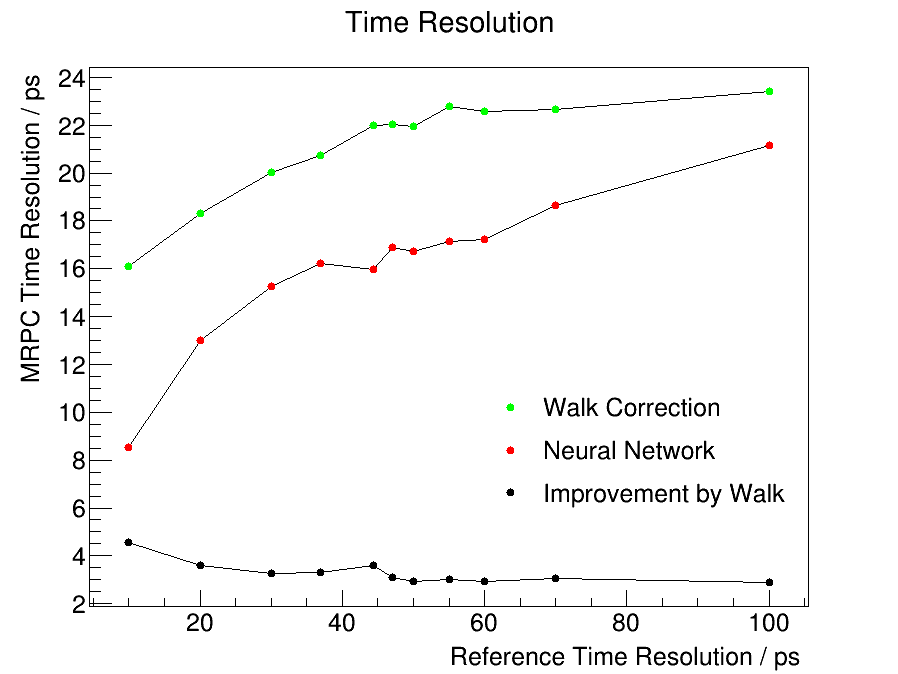 Time Resolution
MRPC Time Resolution / ps
24
22
20
18
16
14
12
10
8
6
4
2
Walk Correction
Neural Network
Improvement by Walk
20 40 60 80 100
Reference Time Resolution / ps